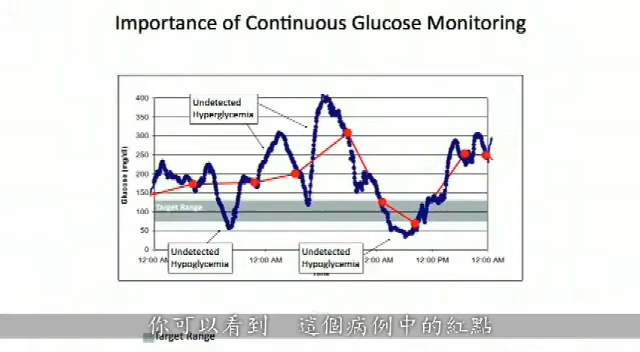 Importance of Continuous Glucose Monitoring
Glucose (mg/dl)
400
350
300
250
200
150
100
50
0
Undetected
Hyperglycemia
Target Range
Undetected
Hypoglycemia
Undetected
Hypoglycemia
12:00 AM
12:00 AM
12:00 AM
12:00 PM
12:00 AM
你可以看到 這個病例中的紅點
Target Range